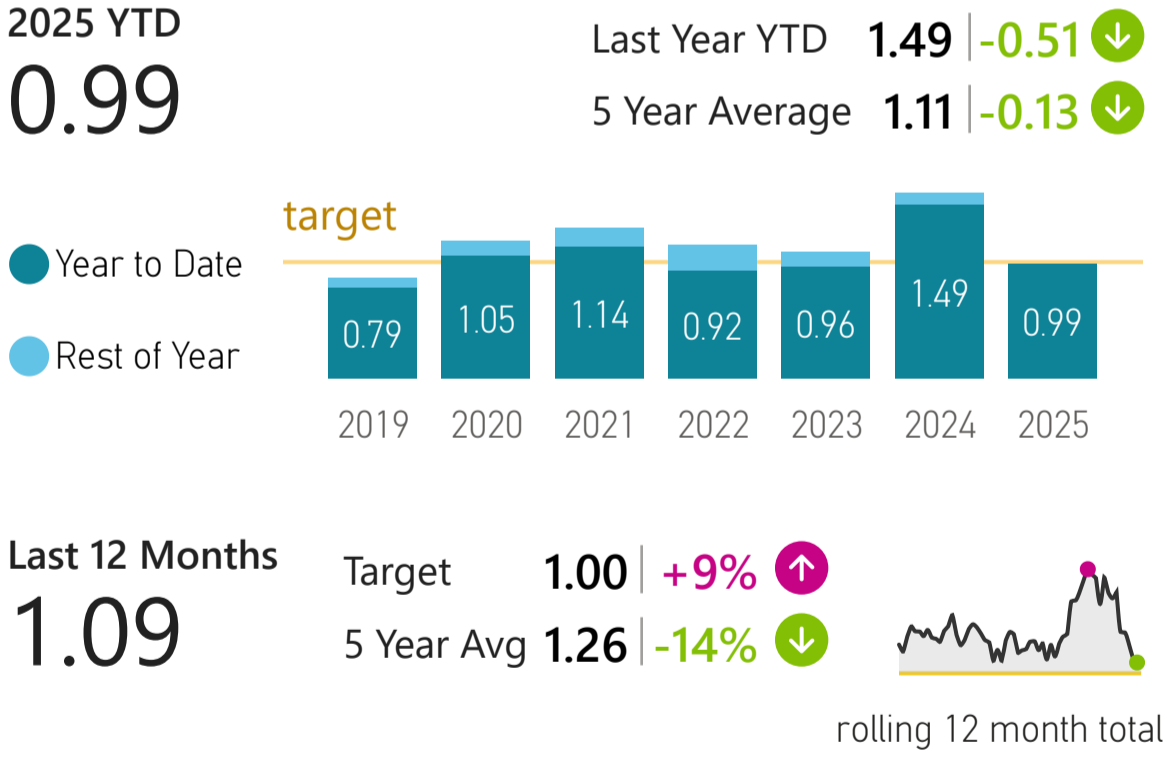 2025 YTD
0.99
Last Year YTD 1.49 -0.51
5 Year Average 1.11 -0.13
target
Year to Date
Rest of Year
0.79 1.05 1.14 0.92 0.96 1.49 0.99
2019 2020 2021 2022 2023 2024 2025
Last 12 Months
1.09
Target 1.00 +9%
5 Year Avg 1.26 -14%
rolling 12 month total